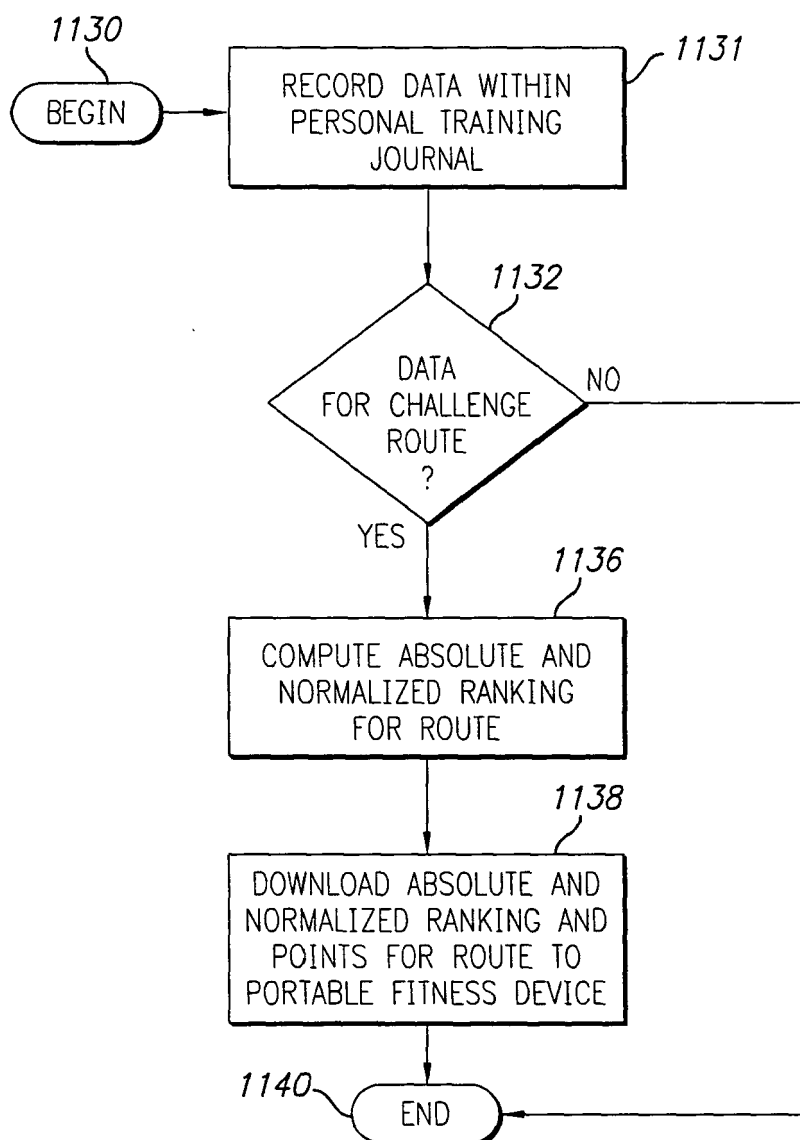 1130
BEGIN
1131
RECORD DATA WITHIN
PERSONAL TRAINING
JOURNAL
1132
DATA
FOR CHALLENGE
ROUTE
?
NO
YES
1136
COMPUTE ABSOLUTE AND
NORMALIZED RANKING
FOR ROUTE
1138
DOWNLOAD ABSOLUTE AND
NORMALIZED RANKING AND
POINTS FOR ROUTE TO
PORTABLE FITNESS DEVICE
1140
END